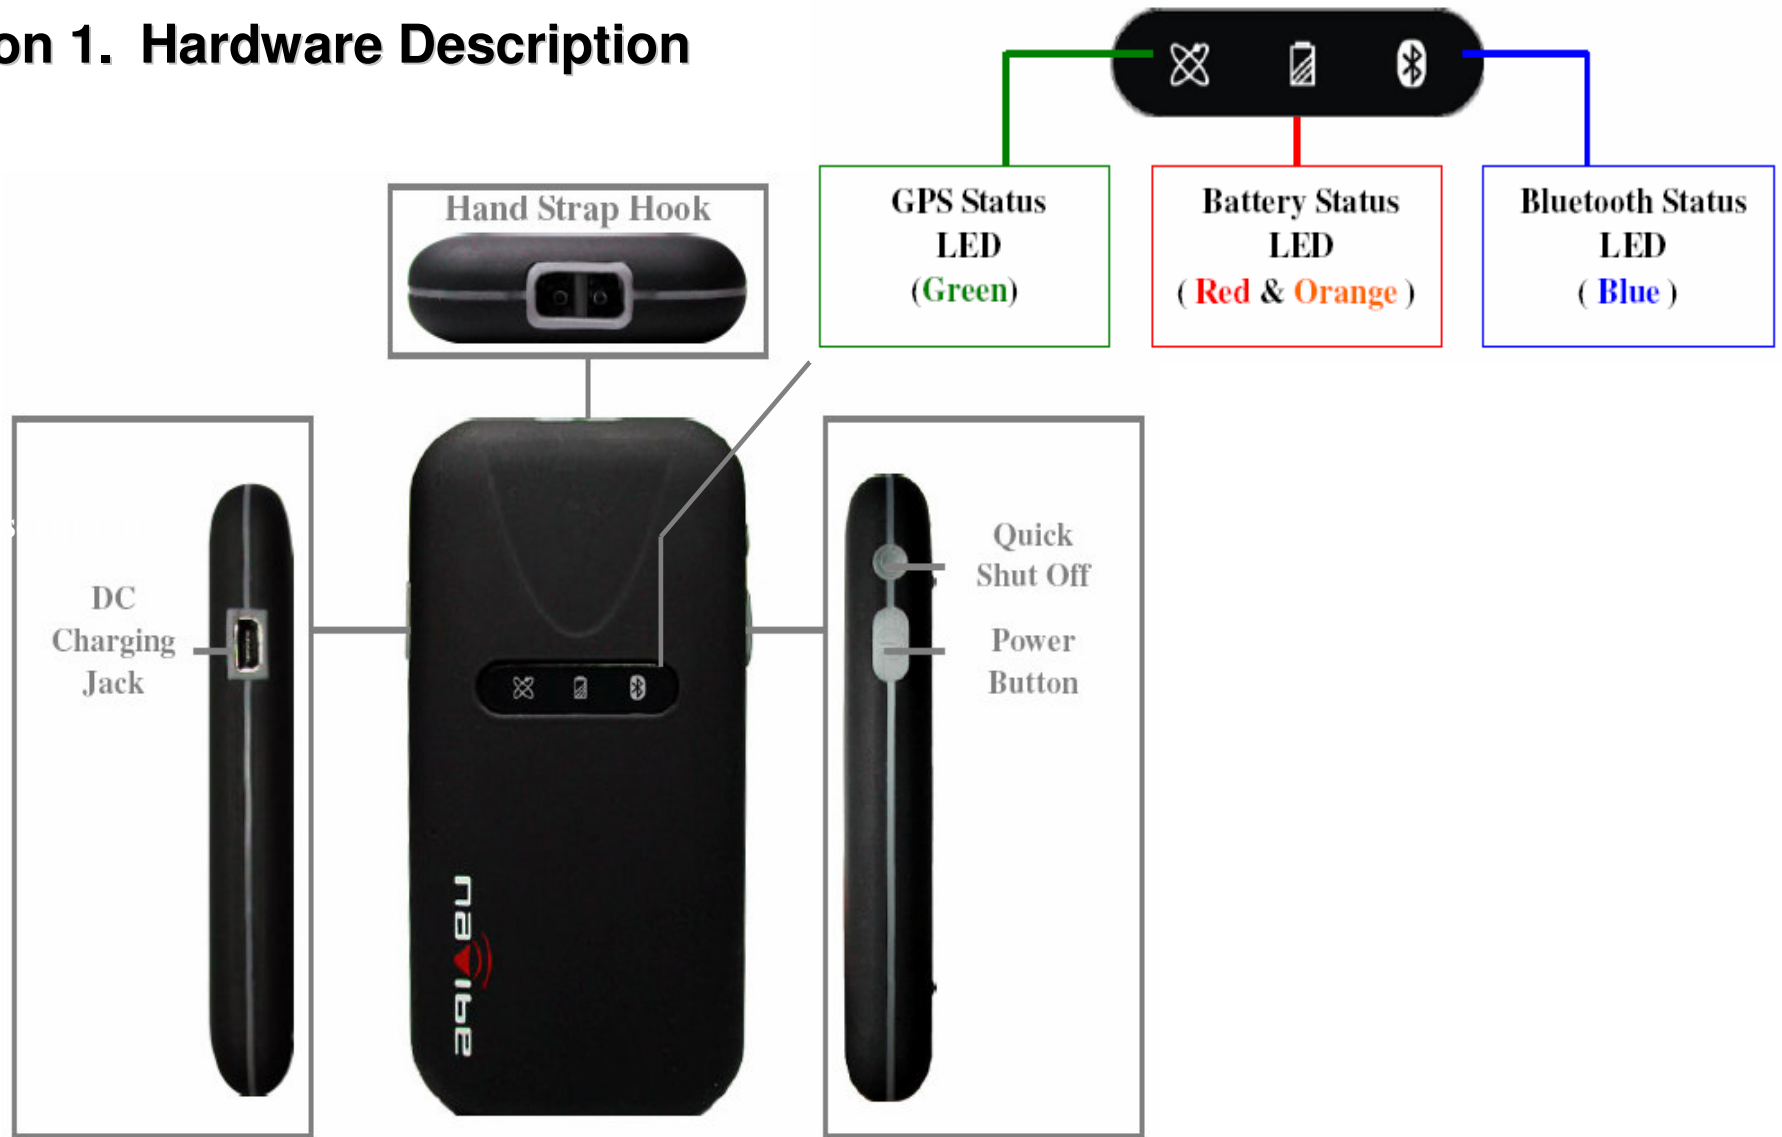 on 1. Hardware Description
GPS Status
LED
(Green)
Battery Status
LED
( Red & Orange )
Bluetooth Status
LED
( Blue )
Hand Strap Hook
DC
Charging
Jack
Quick
Shut Off
Power
Button
navibe